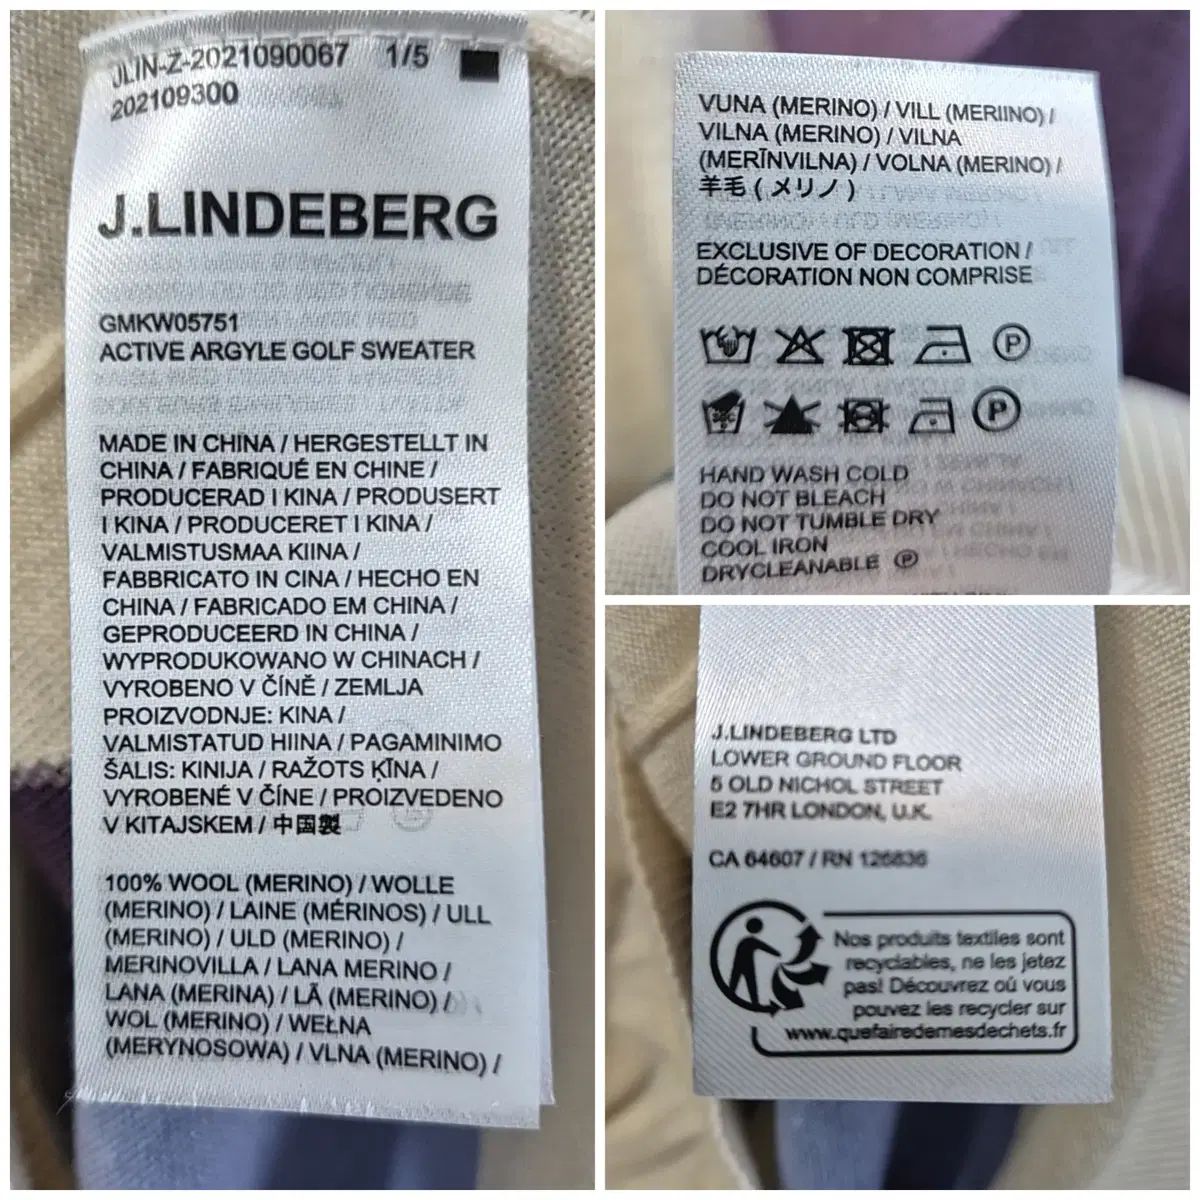 JLIN-Z-2021090067 1/5
202109300
J.LINDEBERG
GMKW05751
ACTIVE ARGYLE GOLF SWEATER
MADE IN CHINA / HERGESTELLT IN
CHINA / FABRIQUÉ EN CHINE /
PRODUCERAD I KINA / PRODUSERT
I KINA / PRODUCERET I KINA /
VALMISTUSMAA KIINA /
FABBRICATO IN CINA / HECHO EN
CHINA / FABRICADO EM CHINA /
GEPRODUCEERD IN CHINA /
WYPRODUKOWANO W CHINACH /
VYROBENO V ČÍNĚ / ZEMLJA
PROIZVODNJE: KINA /
VALMISTATUD HIINA / PAGAMINIMO
ŠALIS: KINIJA / RAŽOTS ĶĪNA /
VYROBENÉ V ČÍNE / PROIZVEDENO
V KITAJSKEM / 中国製
100% WOOL (MERINO) / WOLLE
(MERINO) / LAINE (MÉRINOS) / ULL
(MERINO) / ULD (MERINO) /
MERINOVILLA / LANA MERINO /
LANA (MERINA) / LÃ (MERINO) /
WOL (MERINO) / WEŁNA
(MERYNOSOWA) / VLNA (MERINO) /
VUNA (MERINO) / VILL (MERIINO) /
VILNA (MERINO) / VILNA
(MERĪNVILNA) / VOLNA (MERINO) /
羊毛 ( メリノ )
EXCLUSIVE OF DECORATION /
DÉCORATION NON COMPRISE
P
P
HAND WASH COLD
DO NOT BLEACH
DO NOT TUMBLE DRY
COOL IRON
DRYCLEANABLE Ⓟ
J.LINDEBERG LTD
LOWER GROUND FLOOR
5 OLD NICHOL STREET
E2 7HR LONDON, U.K.
CA 64607 / RN 126836
Nos produits textiles sont
recyclables, ne les jetez
pas! Découvrez où vous
pouvez les recycler sur
www.quefairedemesdechets.fr